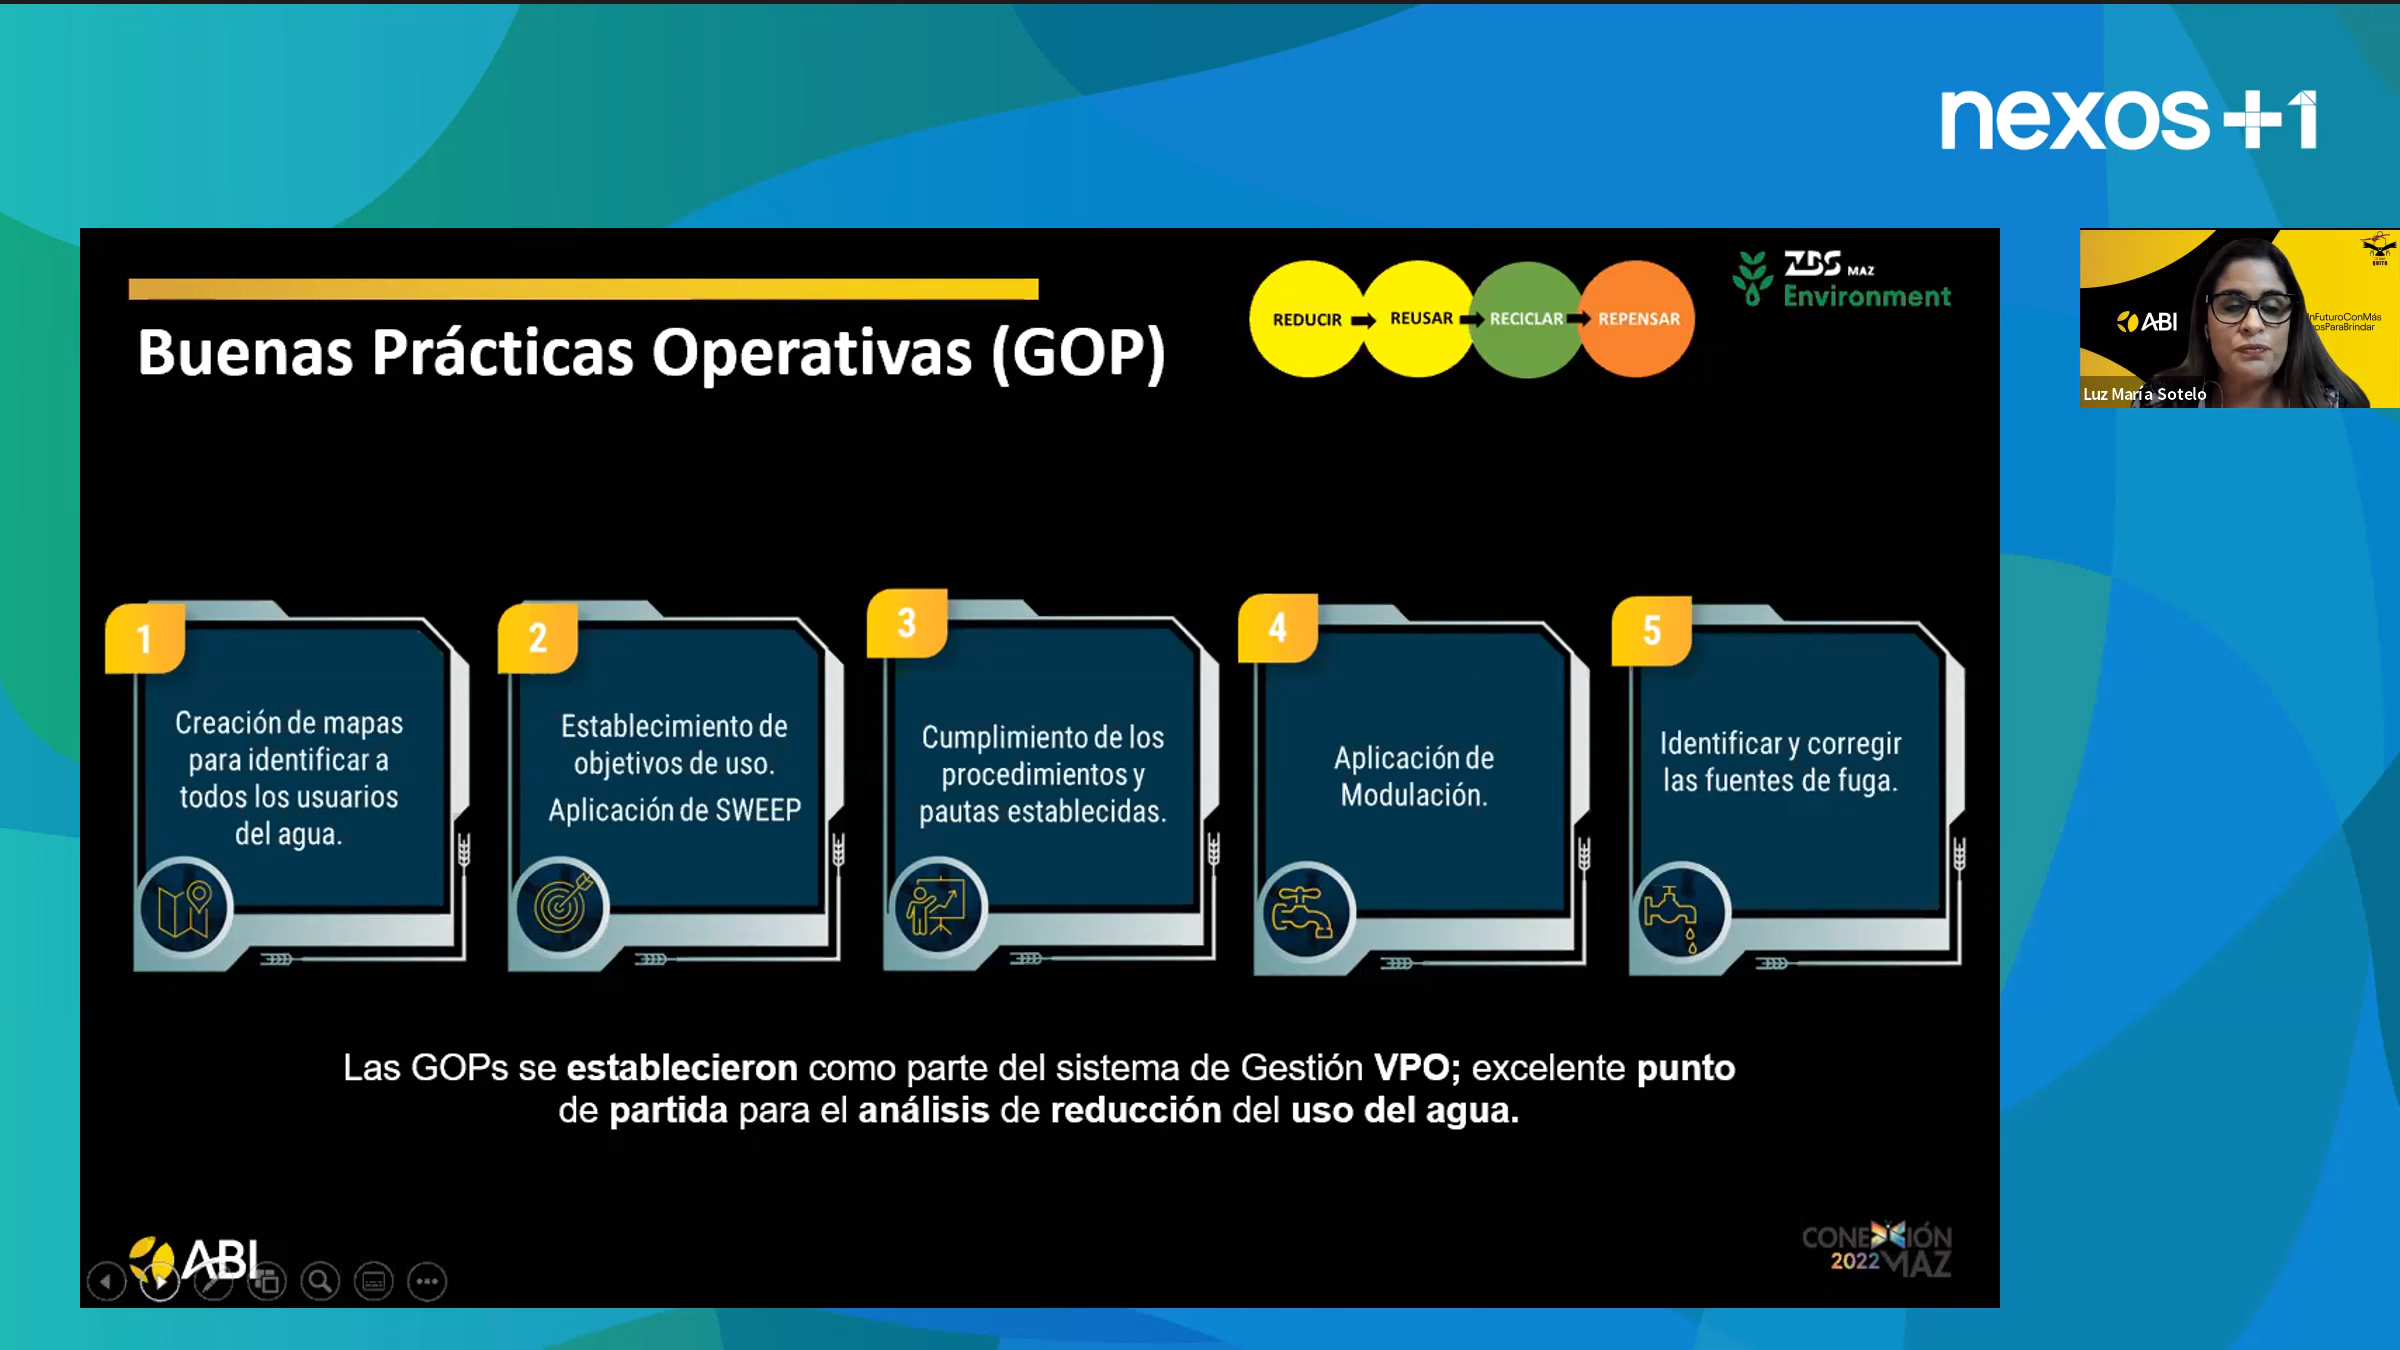 nexos+1
Buenas Prácticas Operativas (GOP)
REDUCIR
REUSAR
RECICLAR
REPENSAR
ZBS MAZ
Environment
ABI
QUITO
Luz María Sotelo
1
Creación de mapas
para identificar a
todos los usuarios
del agua.
2
Establecimiento de
objetivos de uso.
Aplicación de SWEEP
3
Cumplimiento de los
procedimientos y
pautas establecidas.
4
Aplicación de
Modulación.
5
Identificar y corregir
las fuentes de fuga.
Las GOPs se establecieron como parte del sistema de Gestión VPO; excelente punto
de partida para el análisis de reducción del uso del agua.
ABI
CONEXIÓN
2022 MAZ